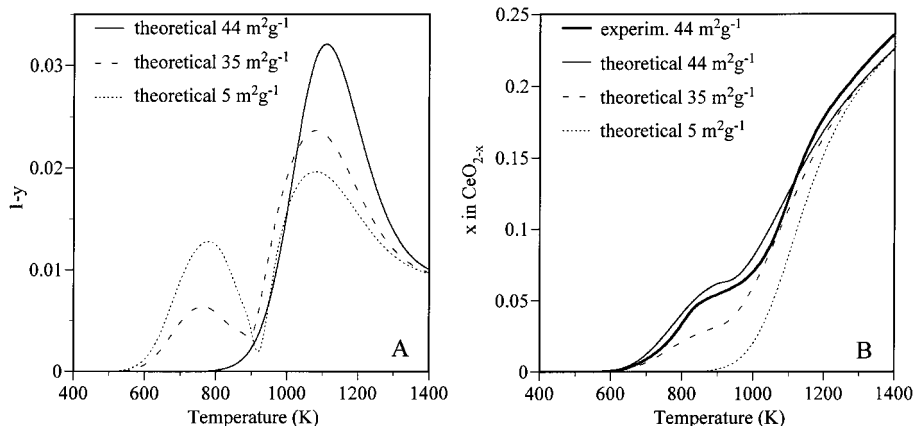 theoretical 44 m²g⁻¹
theoretical 35 m²g⁻¹
theoretical 5 m²g⁻¹
0.03
0.02
0.01
0
1-y
400
600
800
1000
1200
1400
Temperature (K)
A
experim. 44 m²g⁻¹
theoretical 44 m²g⁻¹
theoretical 35 m²g⁻¹
theoretical 5 m²g⁻¹
0.25
0.2
0.15
0.1
0.05
0
x in CeO₂₋ₓ
400
600
800
1000
1200
1400
Temperature (K)
B